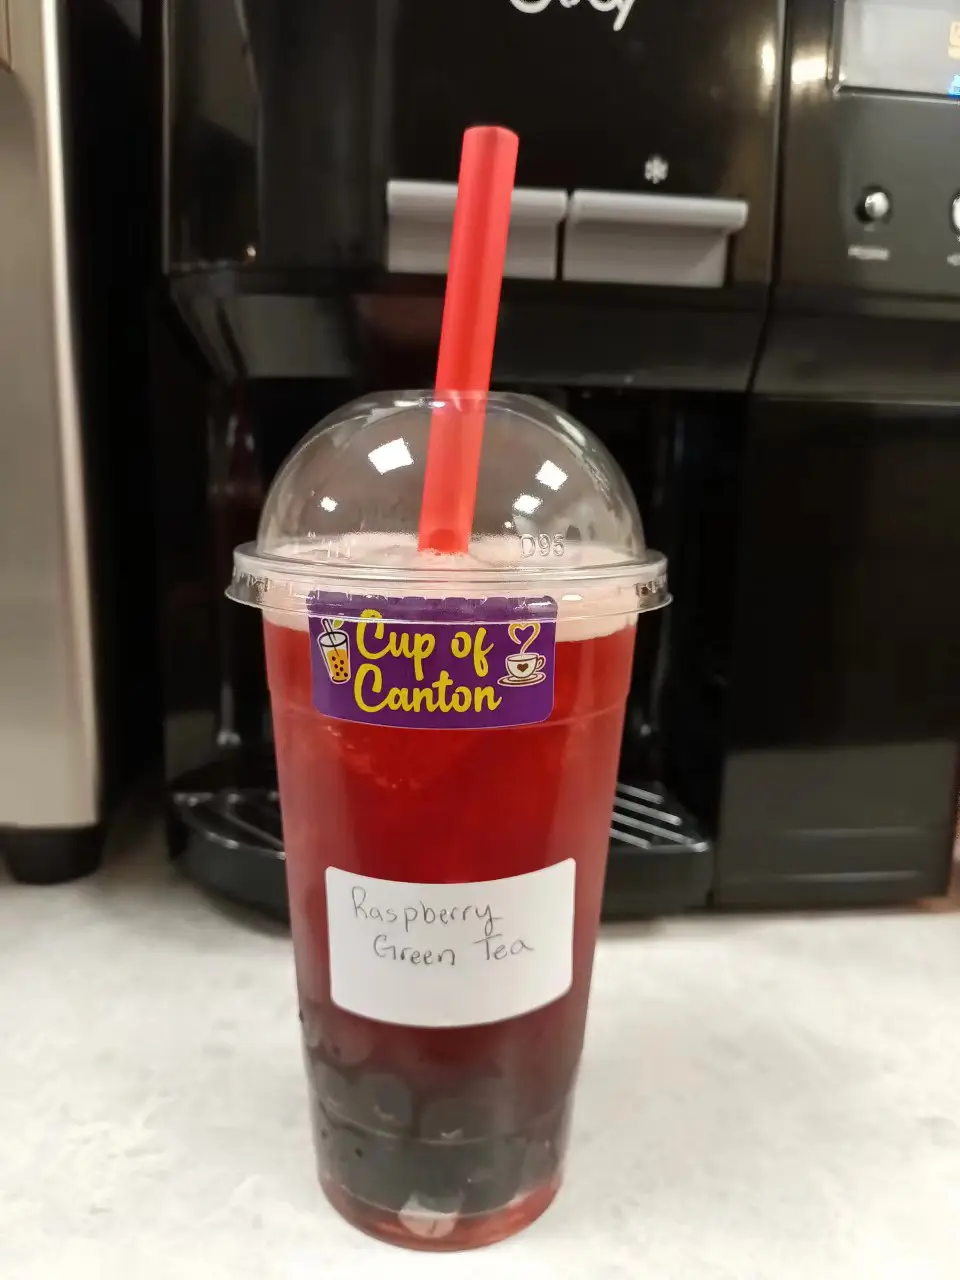 D95
Cup of
Canton
Raspberry
Green Tea